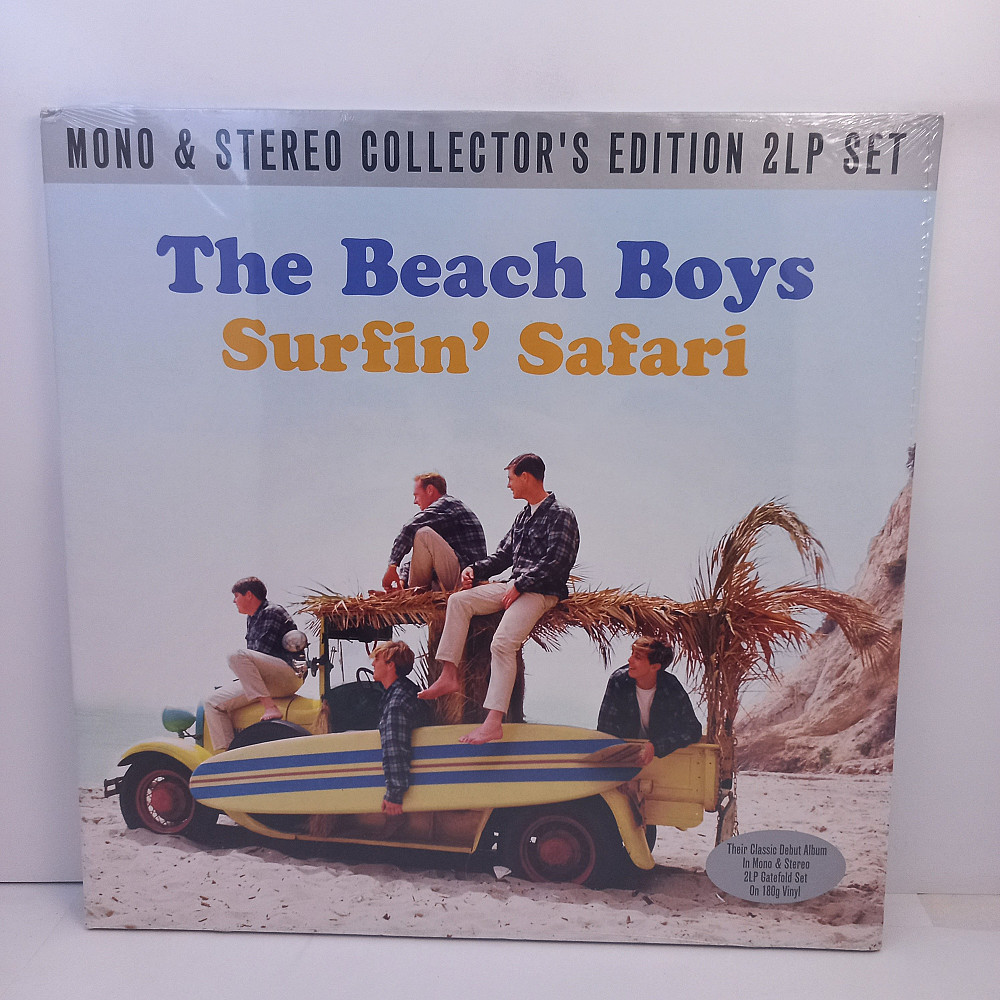 MONO & STEREO COLLECTOR'S EDITION 2LP SET
The Beach Boys
Surfin' Safari
Their Classic Debut Album
In Mono & Stereo
2LP Gatefold Set
On 180g Vinyl